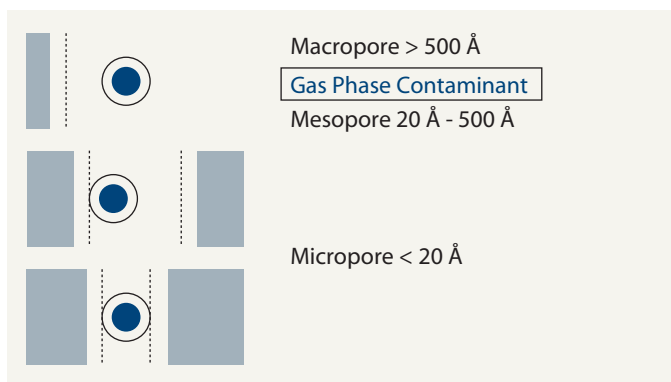 Macropore > 500 Å
Gas Phase Contaminant
Mesopore 20 Å - 500 Å
Micropore < 20 Å